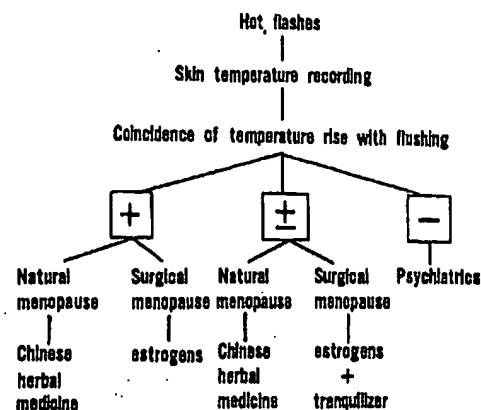 Hot flashes
Skin temperature recording
Coincidence of temperature rise with flushing
+
±
−
Natural menopause
Surgical menopause
Natural menopause
Surgical menopause
Psychiatrics
Chinese herbal medicine
estrogens
Chinese herbal medicine
estrogens + tranquilizer